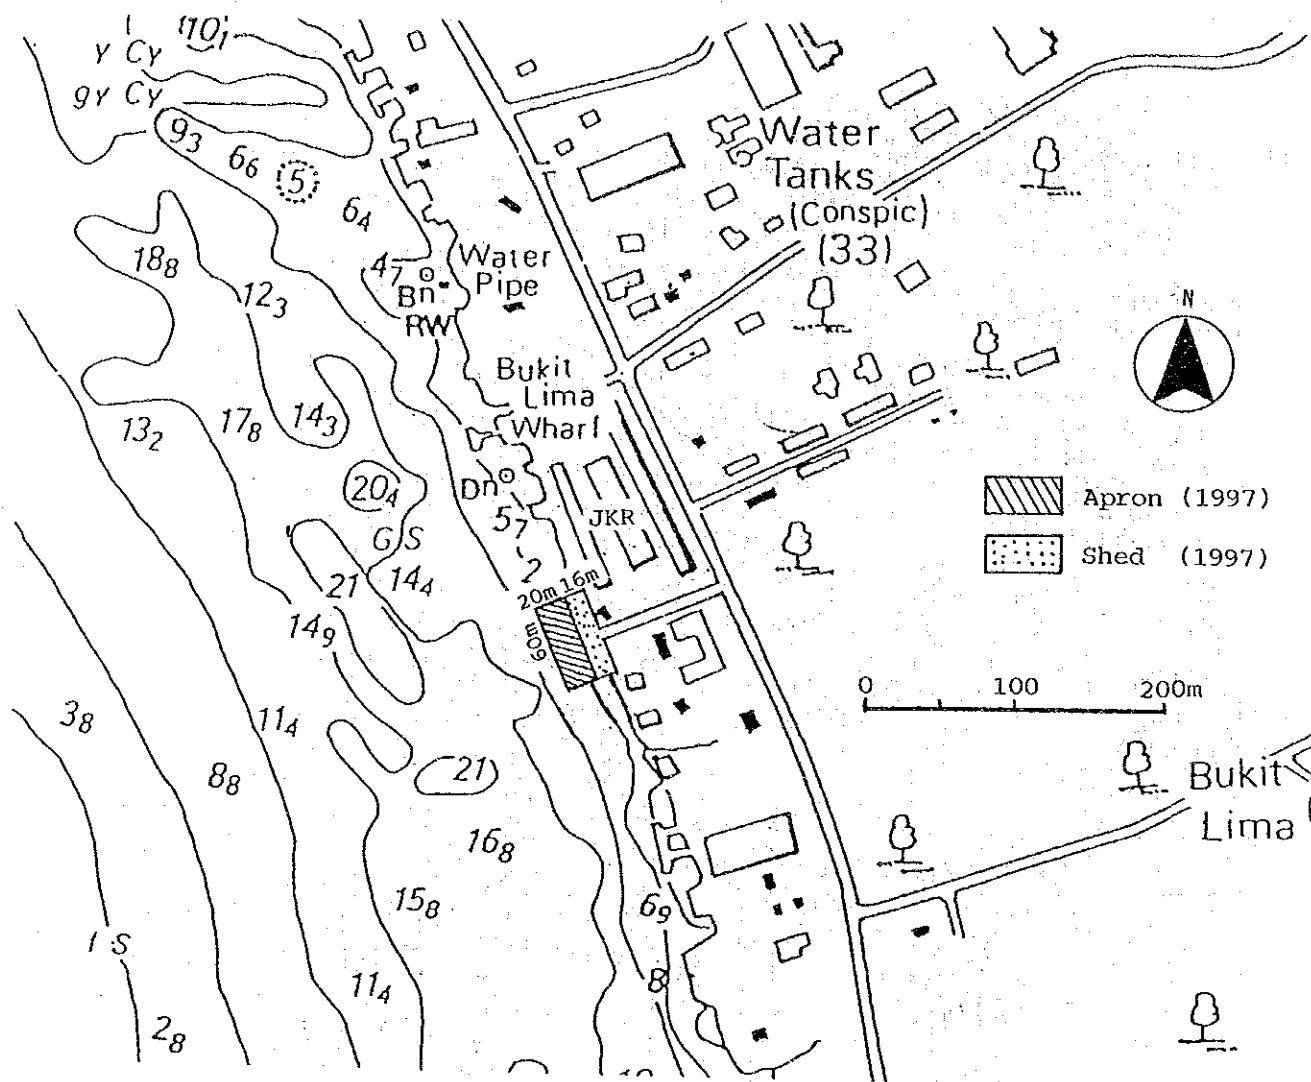 10₁
y Cy
gy Cy
9₃
6₆
5
6₄
18₈
4₇
Bn
RW
Water
Pipe
12₃
Water
Tanks
(Conspic)
(33)
N
Bukit
Lima
Wharf
13₂
17₈
14₃
20₄
Dn
5₇
JKR
G S
Apron (1997)
Shed (1997)
21
14₄
2
20m 16m
60m
14₉
0 100 200m
3₈
11₄
8₈
21
Bukit
Lima
16₈
15₈
6₉
S
11₄
8
2₈